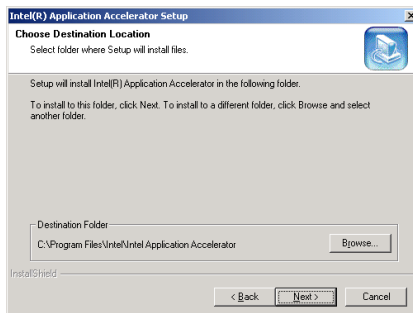 Intel(R) Application Accelerator Setup
Choose Destination Location
Select folder where Setup will install files.
Setup will install Intel(R) Application Accelerator in the following folder.
To install to this folder, click Next. To install to a different folder, click Browse and select
another folder.
Destination Folder
C:\Program Files\Intel\Intel Application Accelerator
Browse...
InstallShield
< Back
Next >
Cancel